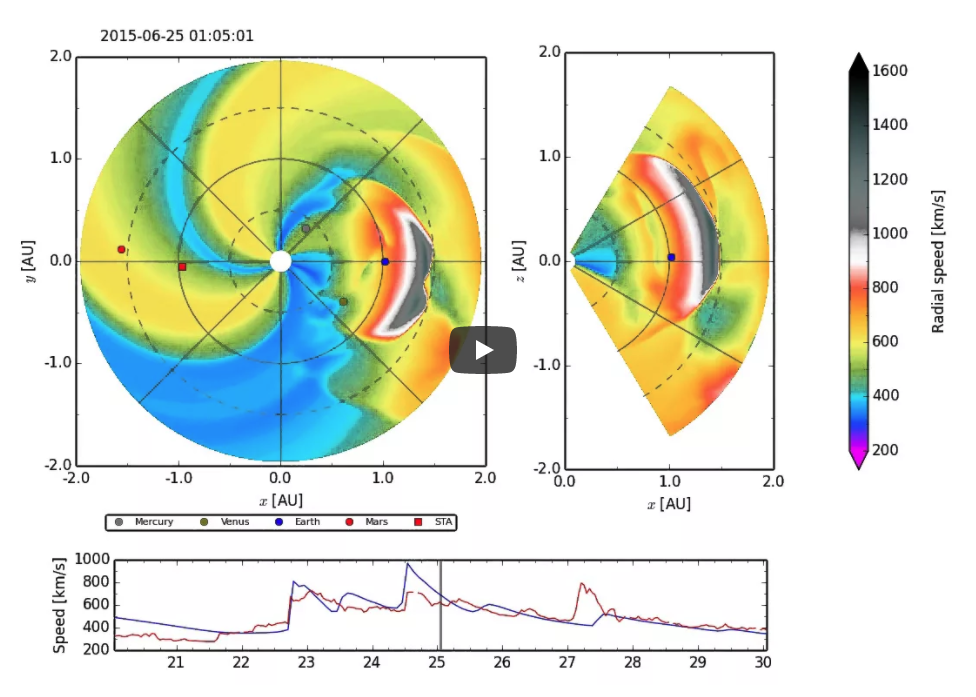 2015-06-25 01:05:01
2.0
1.0
0.0
-1.0
-2.0
y [AU]
-2.0 -1.0 0.0 1.0 2.0
x [AU]
2.0
1.0
0.0
-1.0
-2.0
z [AU]
0.0 1.0 2.0
x [AU]
1600
1400
1200
1000
800
600
400
200
Radial speed [km/s]
Mercury Venus Earth Mars STA
1000
800
600
400
200
Speed [km/s]
21 22 23 24 25 26 27 28 29 30